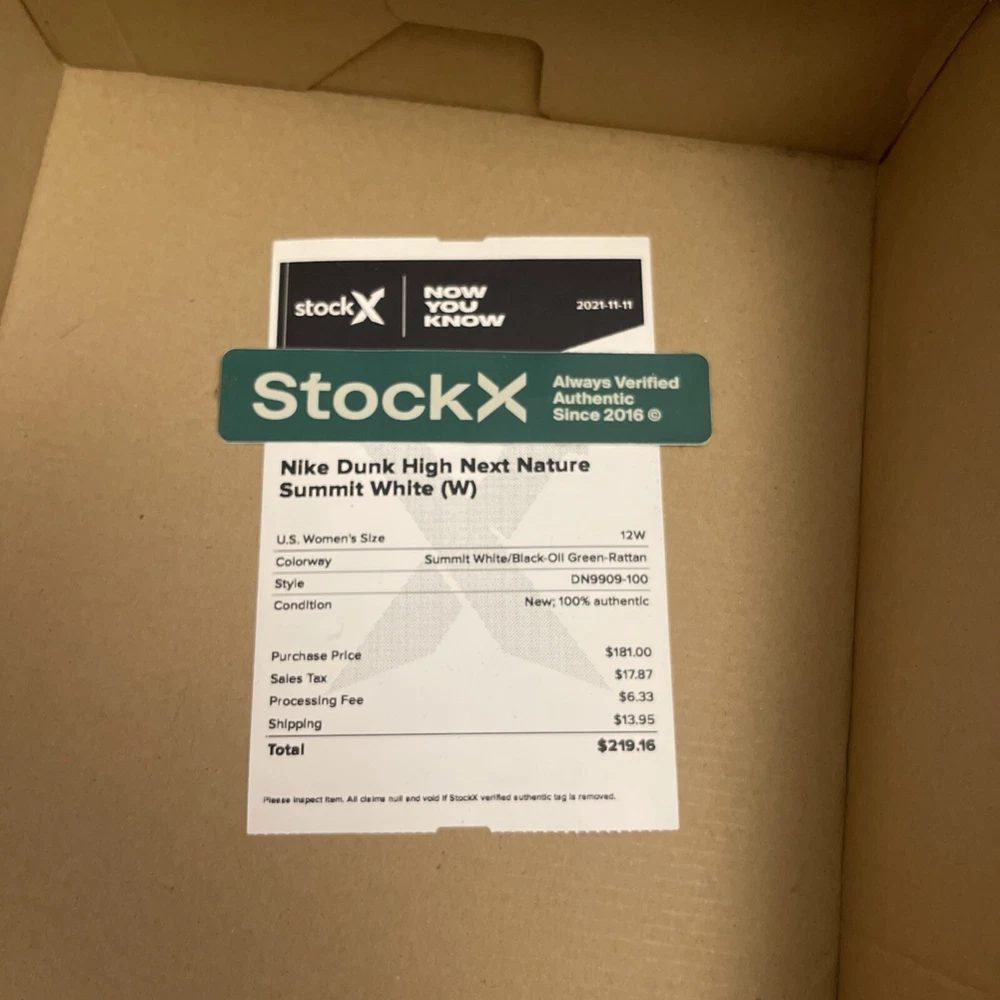 stockX
NOW
YOU
KNOW
2021-11-11
StockX
Always Verified
Authentic
Since 2016 ©
Nike Dunk High Next Nature
Summit White (W)
U.S. Women's Size 12W
Colorway Summit White/Black-Oil Green-Rattan
Style DN9909-100
Condition New; 100% authentic
Purchase Price $181.00
Sales Tax $17.87
Processing Fee $6.33
Shipping $13.95
Total $219.16
Please inspect item. All claims null and void if StockX verified authentic tag is removed.